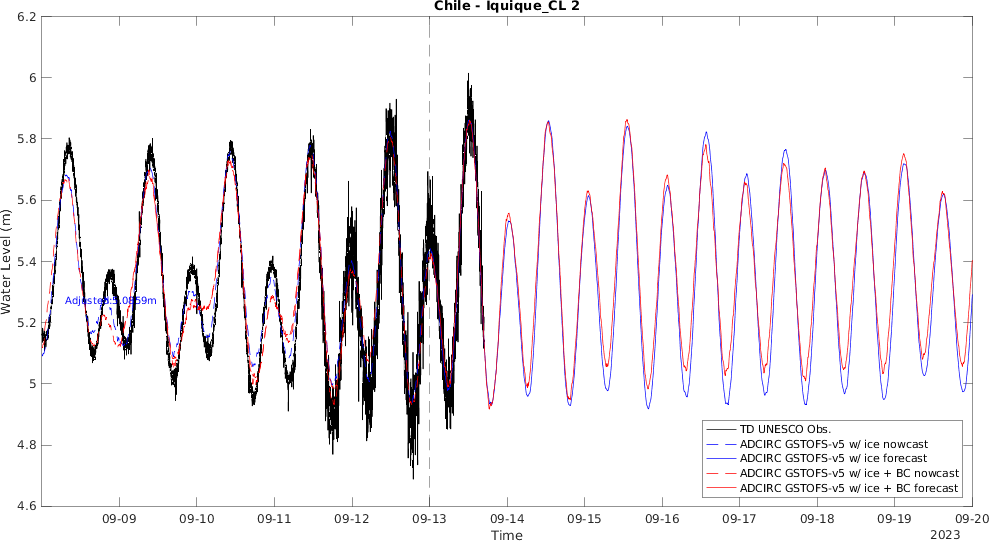 Chile - Iquique_CL 2
6.2
6
5.8
5.6
5.4
5.2
5
4.8
4.6
Water Level (m)
Adjusted:5.0859m
TD UNESCO Obs.
ADCIRC GSTOFS-v5 w/ ice nowcast
ADCIRC GSTOFS-v5 w/ ice forecast
ADCIRC GSTOFS-v5 w/ ice + BC nowcast
ADCIRC GSTOFS-v5 w/ ice + BC forecast
09-09 09-10 09-11 09-12 09-13 09-14 09-15 09-16 09-17 09-18 09-19 09-20
Time
2023